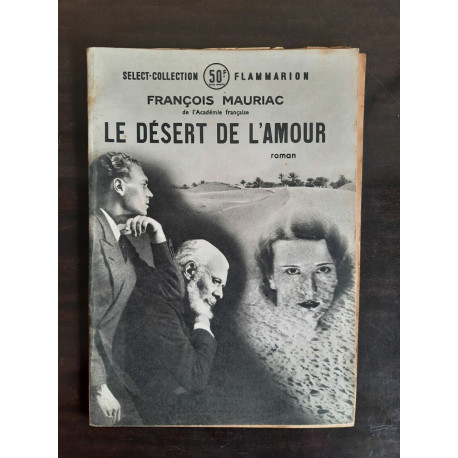 SELECT-COLLECTION 50F FLAMMARION
FRANÇOIS MAURIAC
de l'Académie française
LE DÉSERT DE L'AMOUR
roman